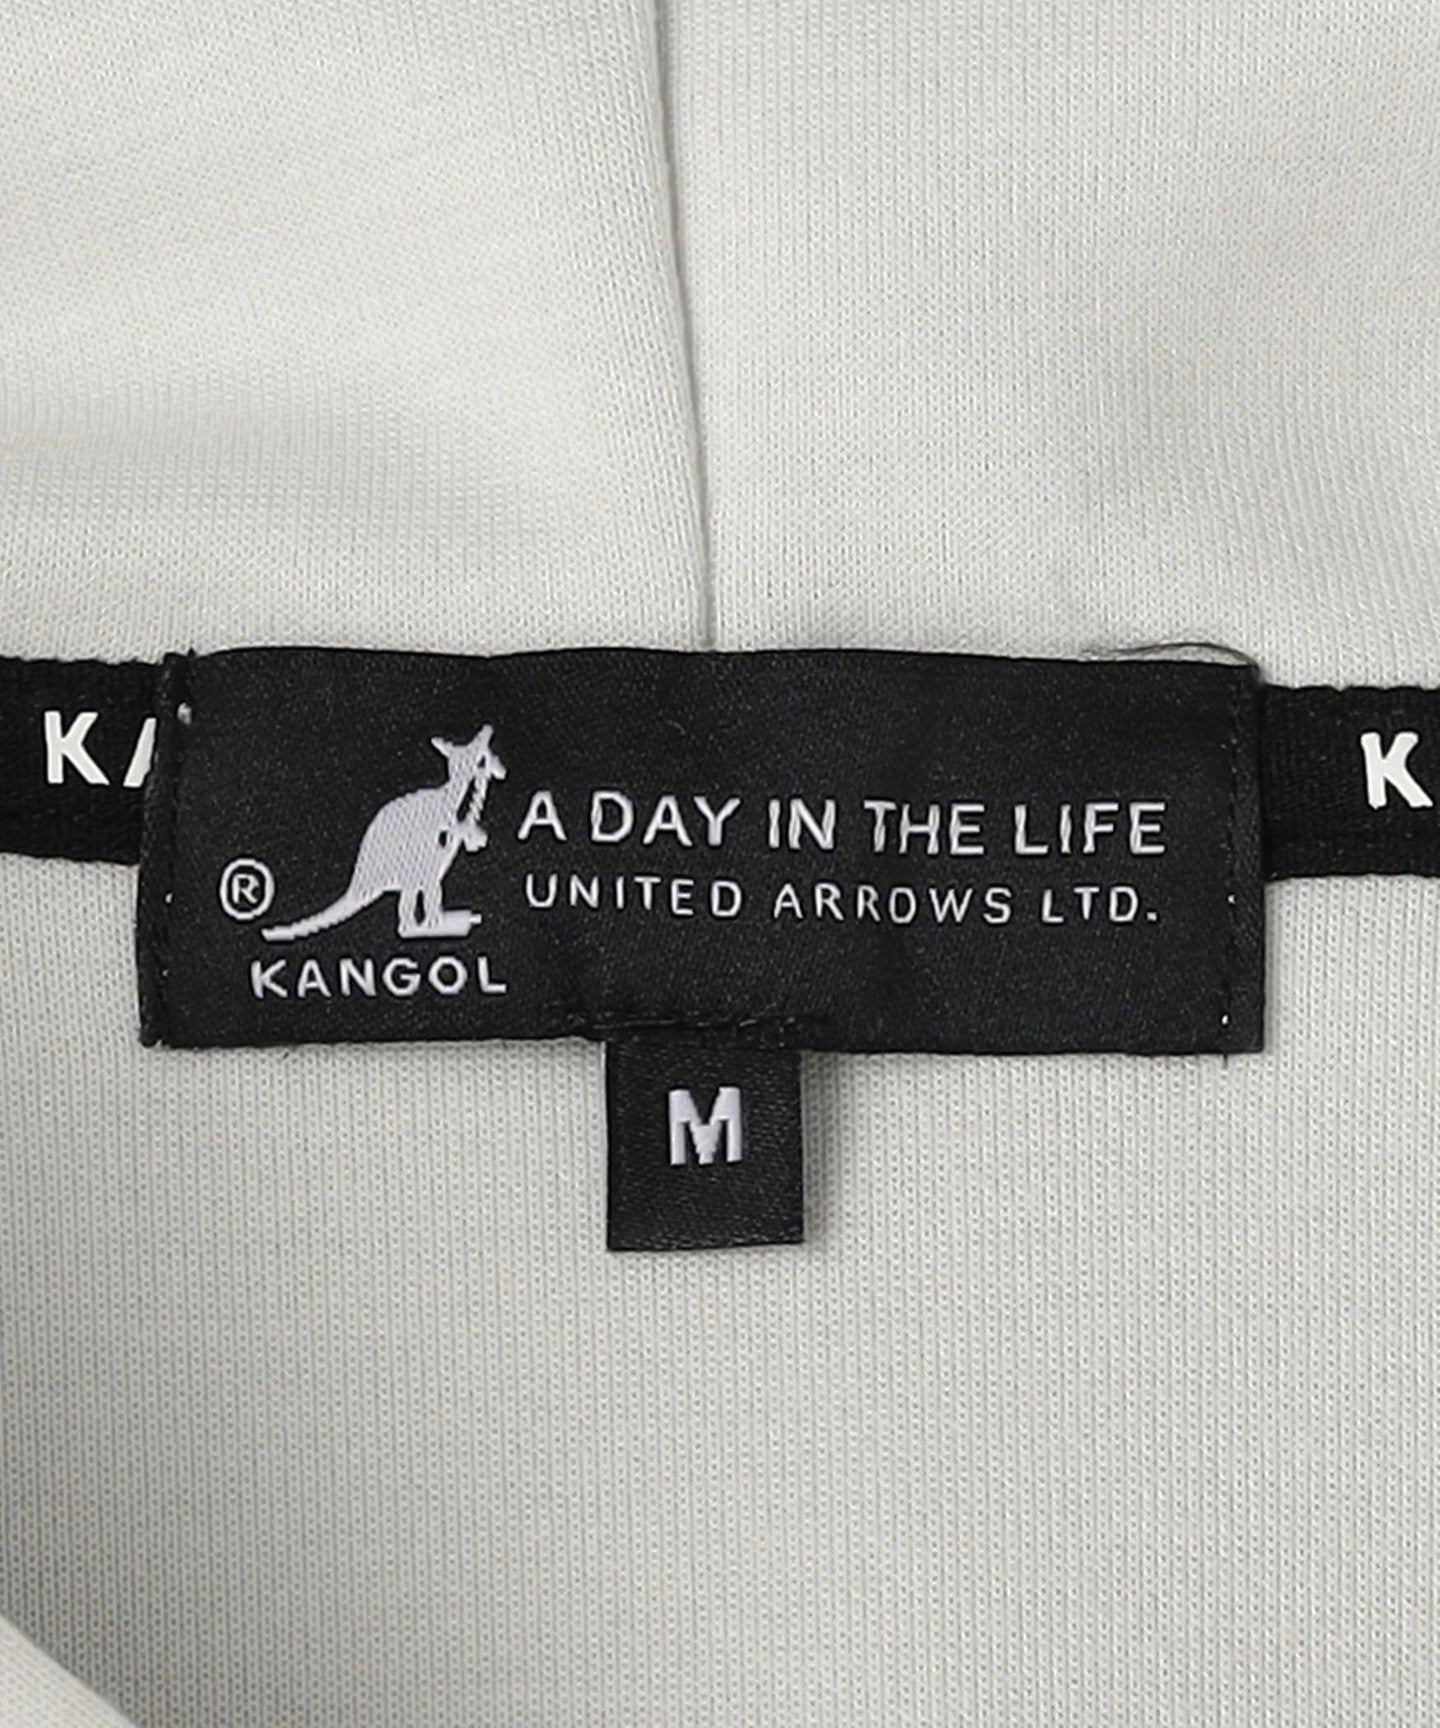 KA
K
A DAY IN THE LIFE
UNITED ARROWS LTD.
®
KANGOL
M